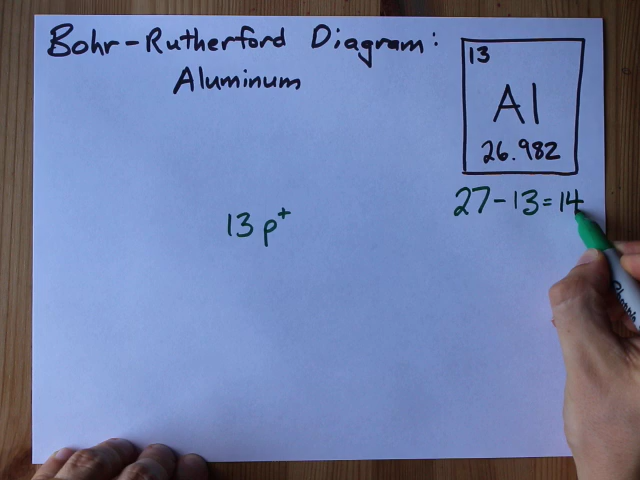 Bohr-Rutherford Diagram:
Aluminum
13
Al
26.982
27-13=14
13 p+